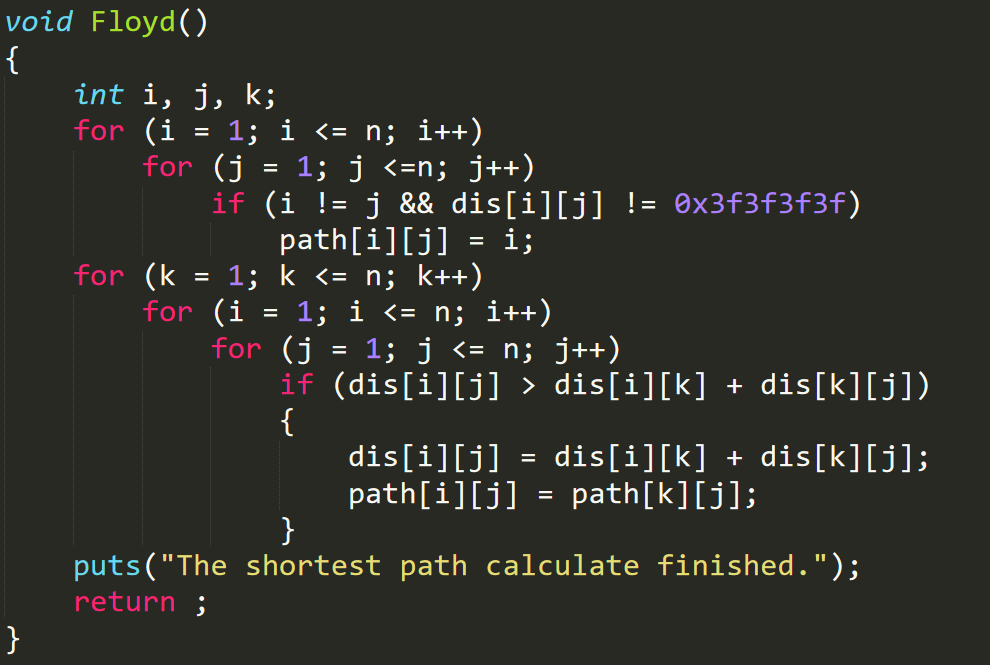 void Floyd()
{
    int i, j, k;
    for (i = 1; i <= n; i++)
        for (j = 1; j <=n; j++)
            if (i != j && dis[i][j] != 0x3f3f3f3f)
                path[i][j] = i;
    for (k = 1; k <= n; k++)
        for (i = 1; i <= n; i++)
            for (j = 1; j <= n; j++)
                if (dis[i][j] > dis[i][k] + dis[k][j])
                {
                    dis[i][j] = dis[i][k] + dis[k][j];
                    path[i][j] = path[k][j];
                }
    puts("The shortest path calculate finished.");
    return ;
}